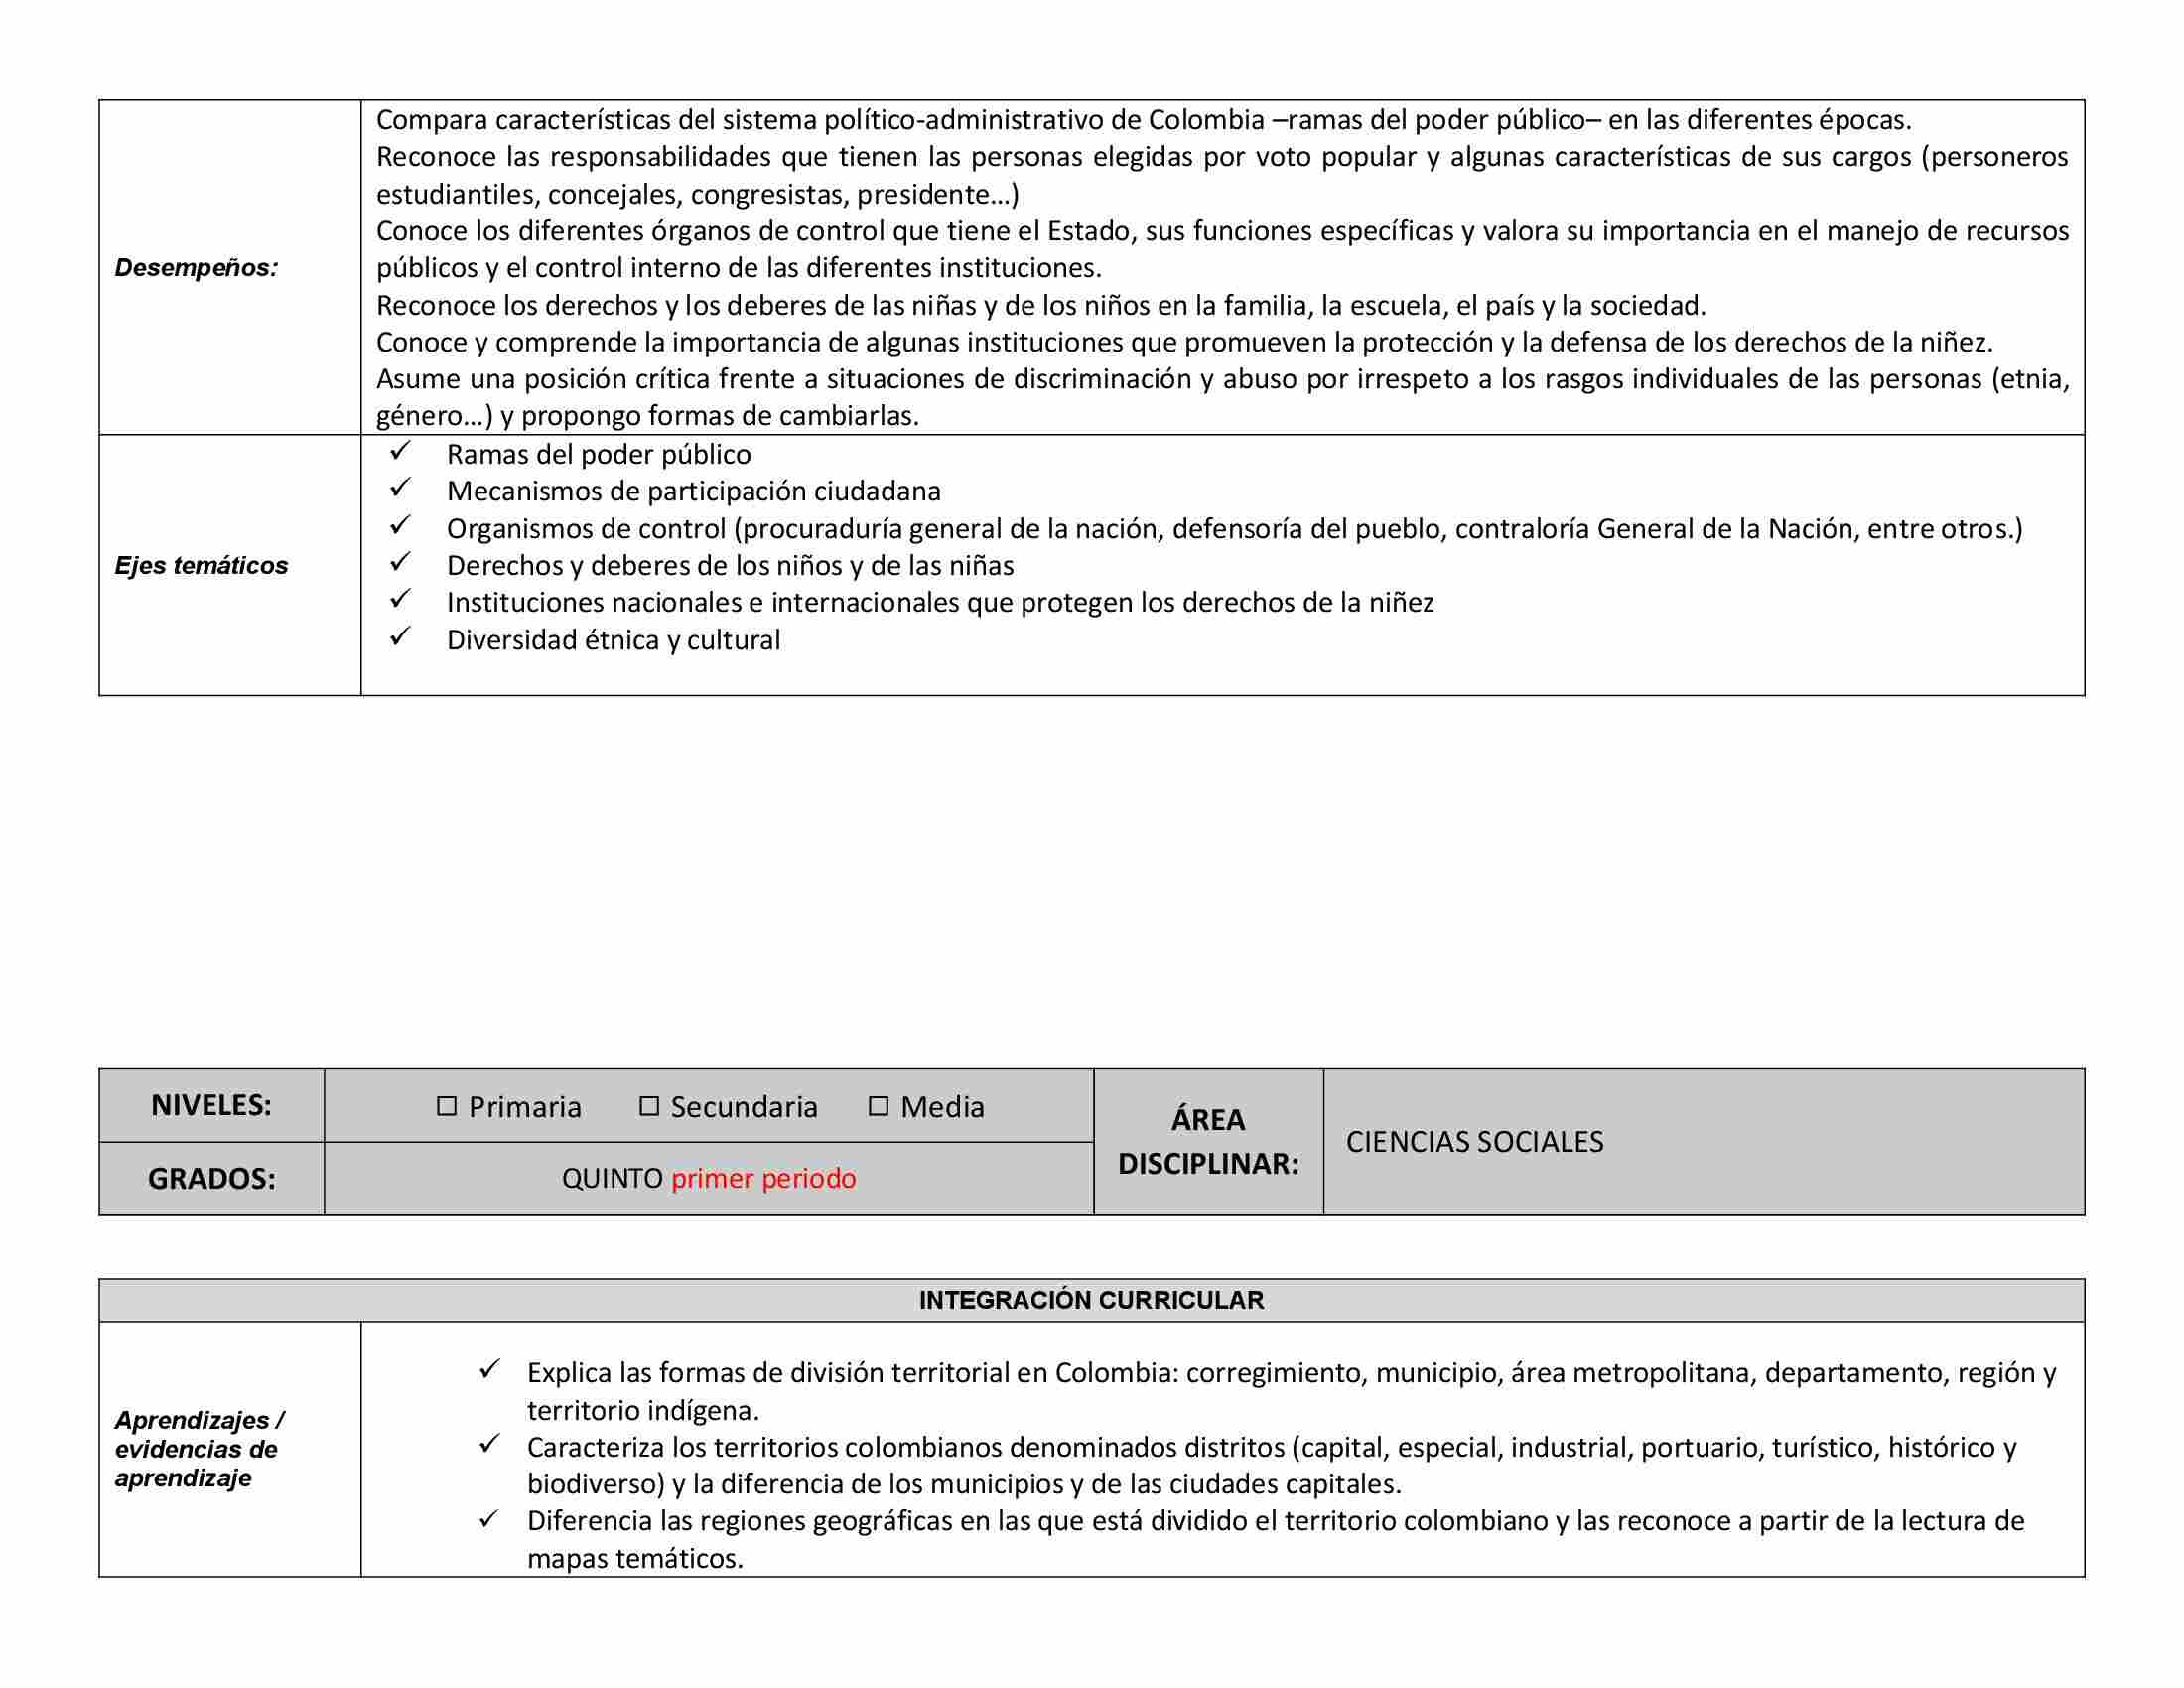 Compara características del sistema político-administrativo de Colombia –ramas del poder público– en las diferentes épocas.
Reconoce las responsabilidades que tienen las personas elegidas por voto popular y algunas características de sus cargos (personeros
estudiantiles, concejales, congresistas, presidente…)
Conoce los diferentes órganos de control que tiene el Estado, sus funciones específicas y valora su importancia en el manejo de recursos
Desempeños:
públicos y el control interno de las diferentes instituciones.
Reconoce los derechos y los deberes de las niñas y de los niños en la familia, la escuela, el país y la sociedad.
Conoce y comprende la importancia de algunas instituciones que promueven la protección y la defensa de los derechos de la niñez.
Asume una posición crítica frente a situaciones de discriminación y abuso por irrespeto a los rasgos individuales de las personas (etnia,
género…) y propongo formas de cambiarlas.
✓ Ramas del poder público
✓ Mecanismos de participación ciudadana
✓ Organismos de control (procuraduría general de la nación, defensoría del pueblo, contraloría General de la Nación, entre otros.)
Ejes temáticos
✓ Derechos y deberes de los niños y de las niñas
✓ Instituciones nacionales e internacionales que protegen los derechos de la niñez
✓ Diversidad étnica y cultural
NIVELES:
☐ Primaria ☐ Secundaria ☐ Media
GRADOS:
QUINTO primer periodo
ÁREA
DISCIPLINAR:
CIENCIAS SOCIALES
INTEGRACIÓN CURRICULAR
Aprendizajes /
evidencias de
aprendizaje
✓ Explica las formas de división territorial en Colombia: corregimiento, municipio, área metropolitana, departamento, región y
territorio indígena.
✓ Caracteriza los territorios colombianos denominados distritos (capital, especial, industrial, portuario, turístico, histórico y
biodiverso) y la diferencia de los municipios y de las ciudades capitales.
✓ Diferencia las regiones geográficas en las que está dividido el territorio colombiano y las reconoce a partir de la lectura de
mapas temáticos.